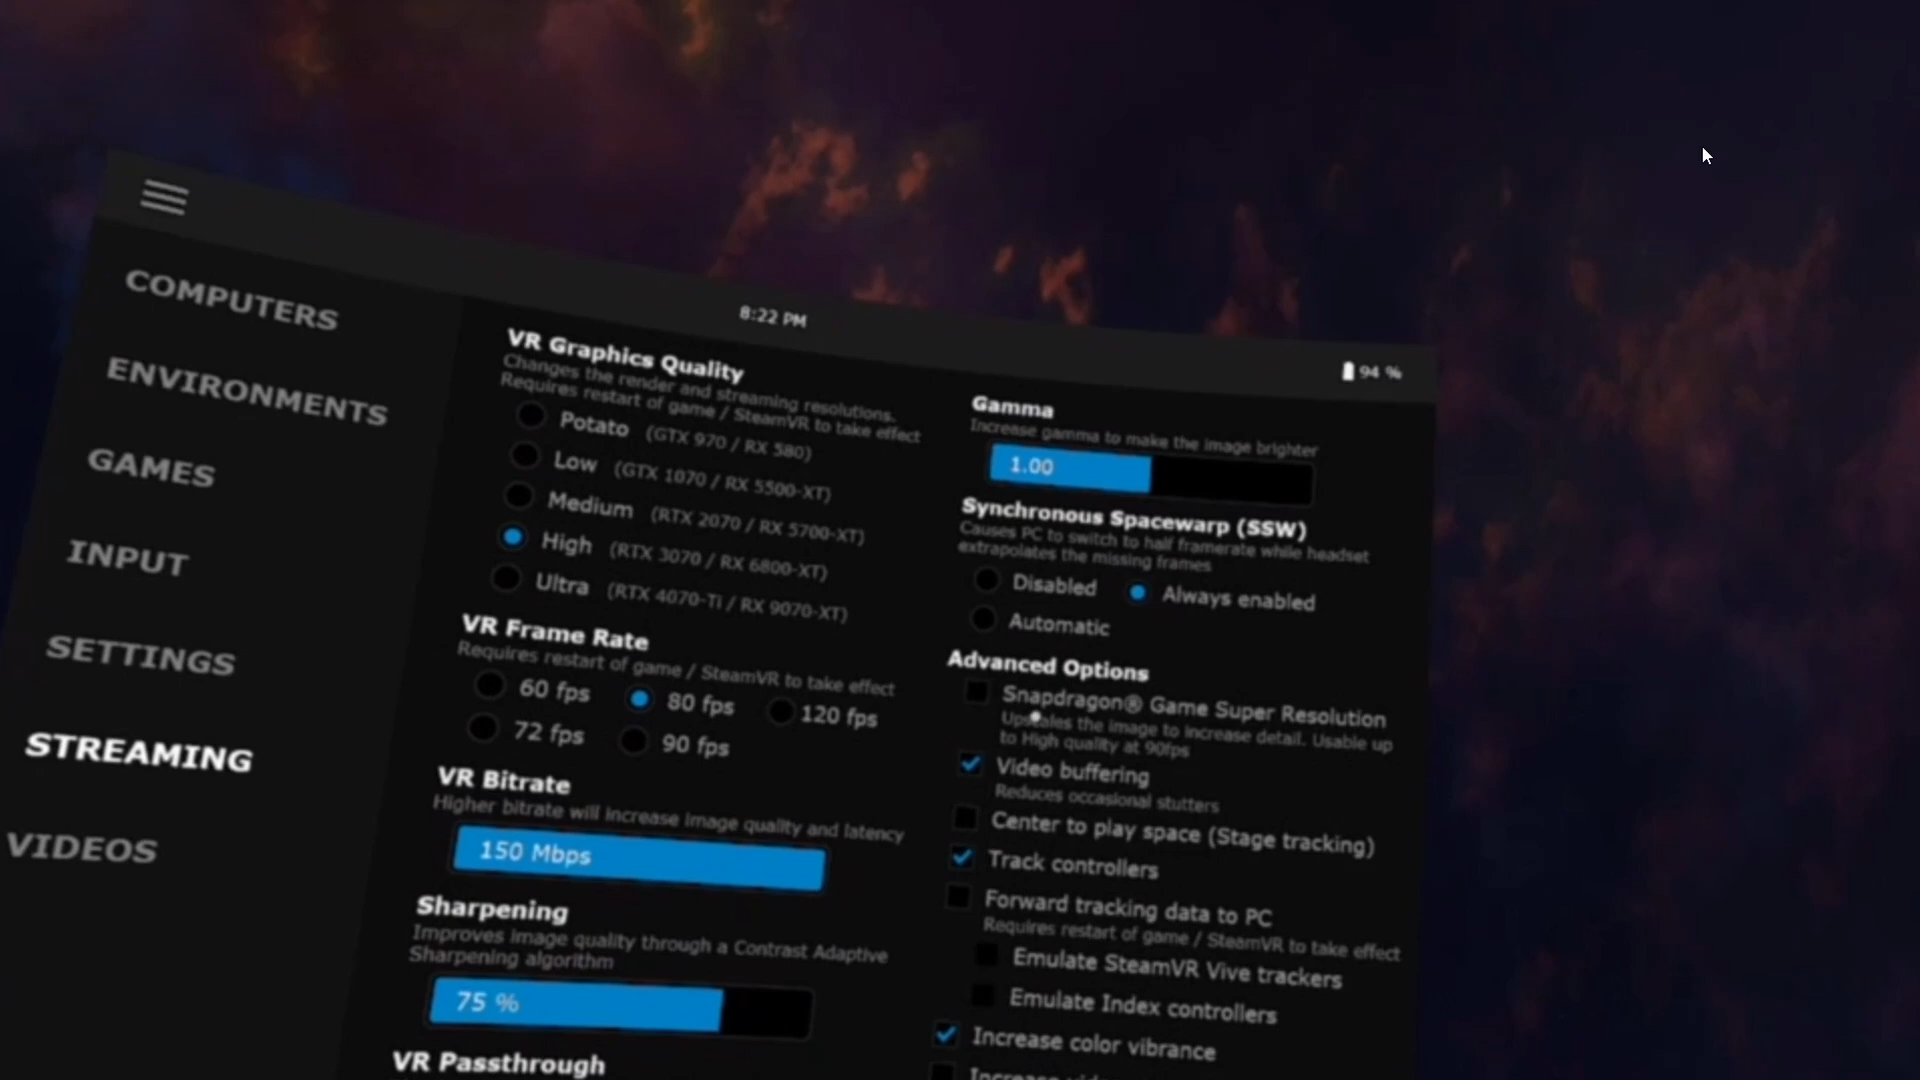 8:22 PM
94 %
COMPUTERS
ENVIRONMENTS
GAMES
INPUT
SETTINGS
STREAMING
VIDEOS
VR Graphics Quality
Changes the render and streaming resolutions.
Requires restart of game / SteamVR to take effect
Potato (GTX 970 / RX 580)
Low (GTX 1070 / RX 5500-XT)
Medium (RTX 2070 / RX 5700-XT)
High (RTX 3070 / RX 6800-XT)
Ultra (RTX 4070-Ti / RX 9070-XT)
VR Frame Rate
Requires restart of game / SteamVR to take effect
60 fps 80 fps 120 fps
72 fps 90 fps
VR Bitrate
Higher bitrate will increase image quality and latency
150 Mbps
Sharpening
Improves image quality through a Contrast Adaptive
Sharpening algorithm
75 %
VR Passthrough
Gamma
Increase gamma to make the image brighter
1.00
Synchronous Spacewarp (SSW)
Causes PC to switch to half framerate while headset
extrapolates the missing frames
Disabled Always enabled
Automatic
Advanced Options
Snapdragon® Game Super Resolution
Upscales the image to increase detail. Usable up
to High quality at 90fps
Video buffering
Reduces occasional stutters
Center to play space (Stage tracking)
Track controllers
Forward tracking data to PC
Requires restart of game / SteamVR to take effect
Emulate SteamVR Vive trackers
Emulate Index controllers
Increase color vibrance
Increase